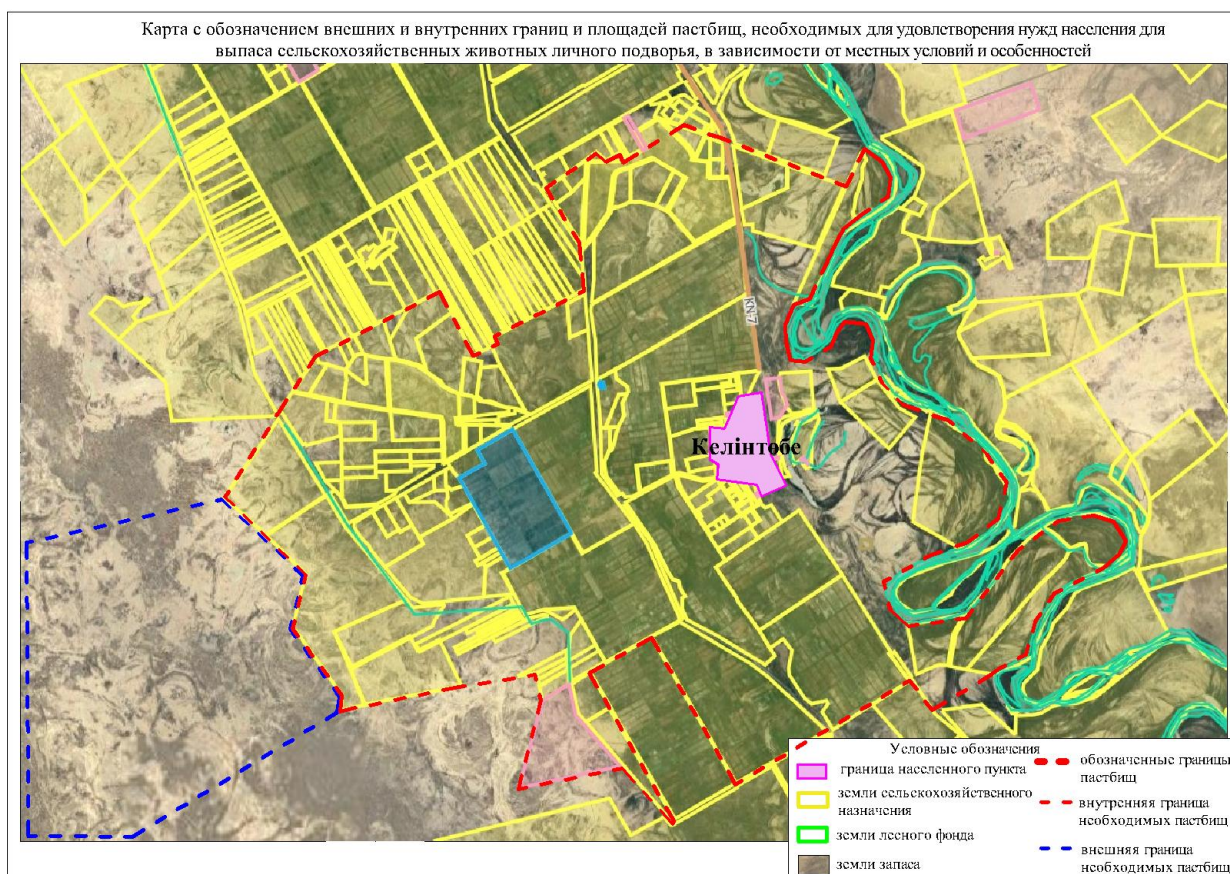 Карта с обозначением внешних и внутренних границ и площадей пастбищ, необходимых для удовлетворения нужд населения для
выпаса сельскохозяйственных животных личного подворья, в зависимости от местных условий и особенностей
KN-7
Келінтөбе
Условные обозначения
граница населенного пункта
земли сельскохозяйственного
назначения
земли лесного фонда
земли запаса
обозначенные границы
пастбищ
внутренняя граница
необходимых пастбищ
внешняя граница
необходимых пастбищ